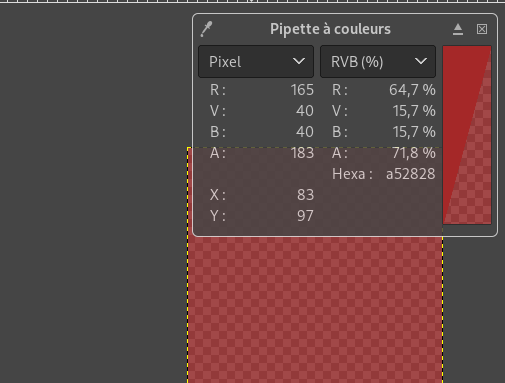 Pipette à couleurs
Pixel RVB (%)
R : 165 R : 64,7 %
V : 40 V : 15,7 %
B : 40 B : 15,7 %
A : 183 A : 71,8 %
Hexa : a52828
X : 83
Y : 97